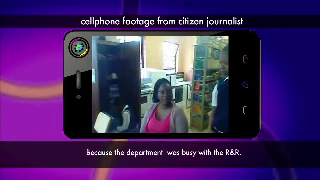 cellphone footage from citizen journalist
because the department was busy with the R&R.